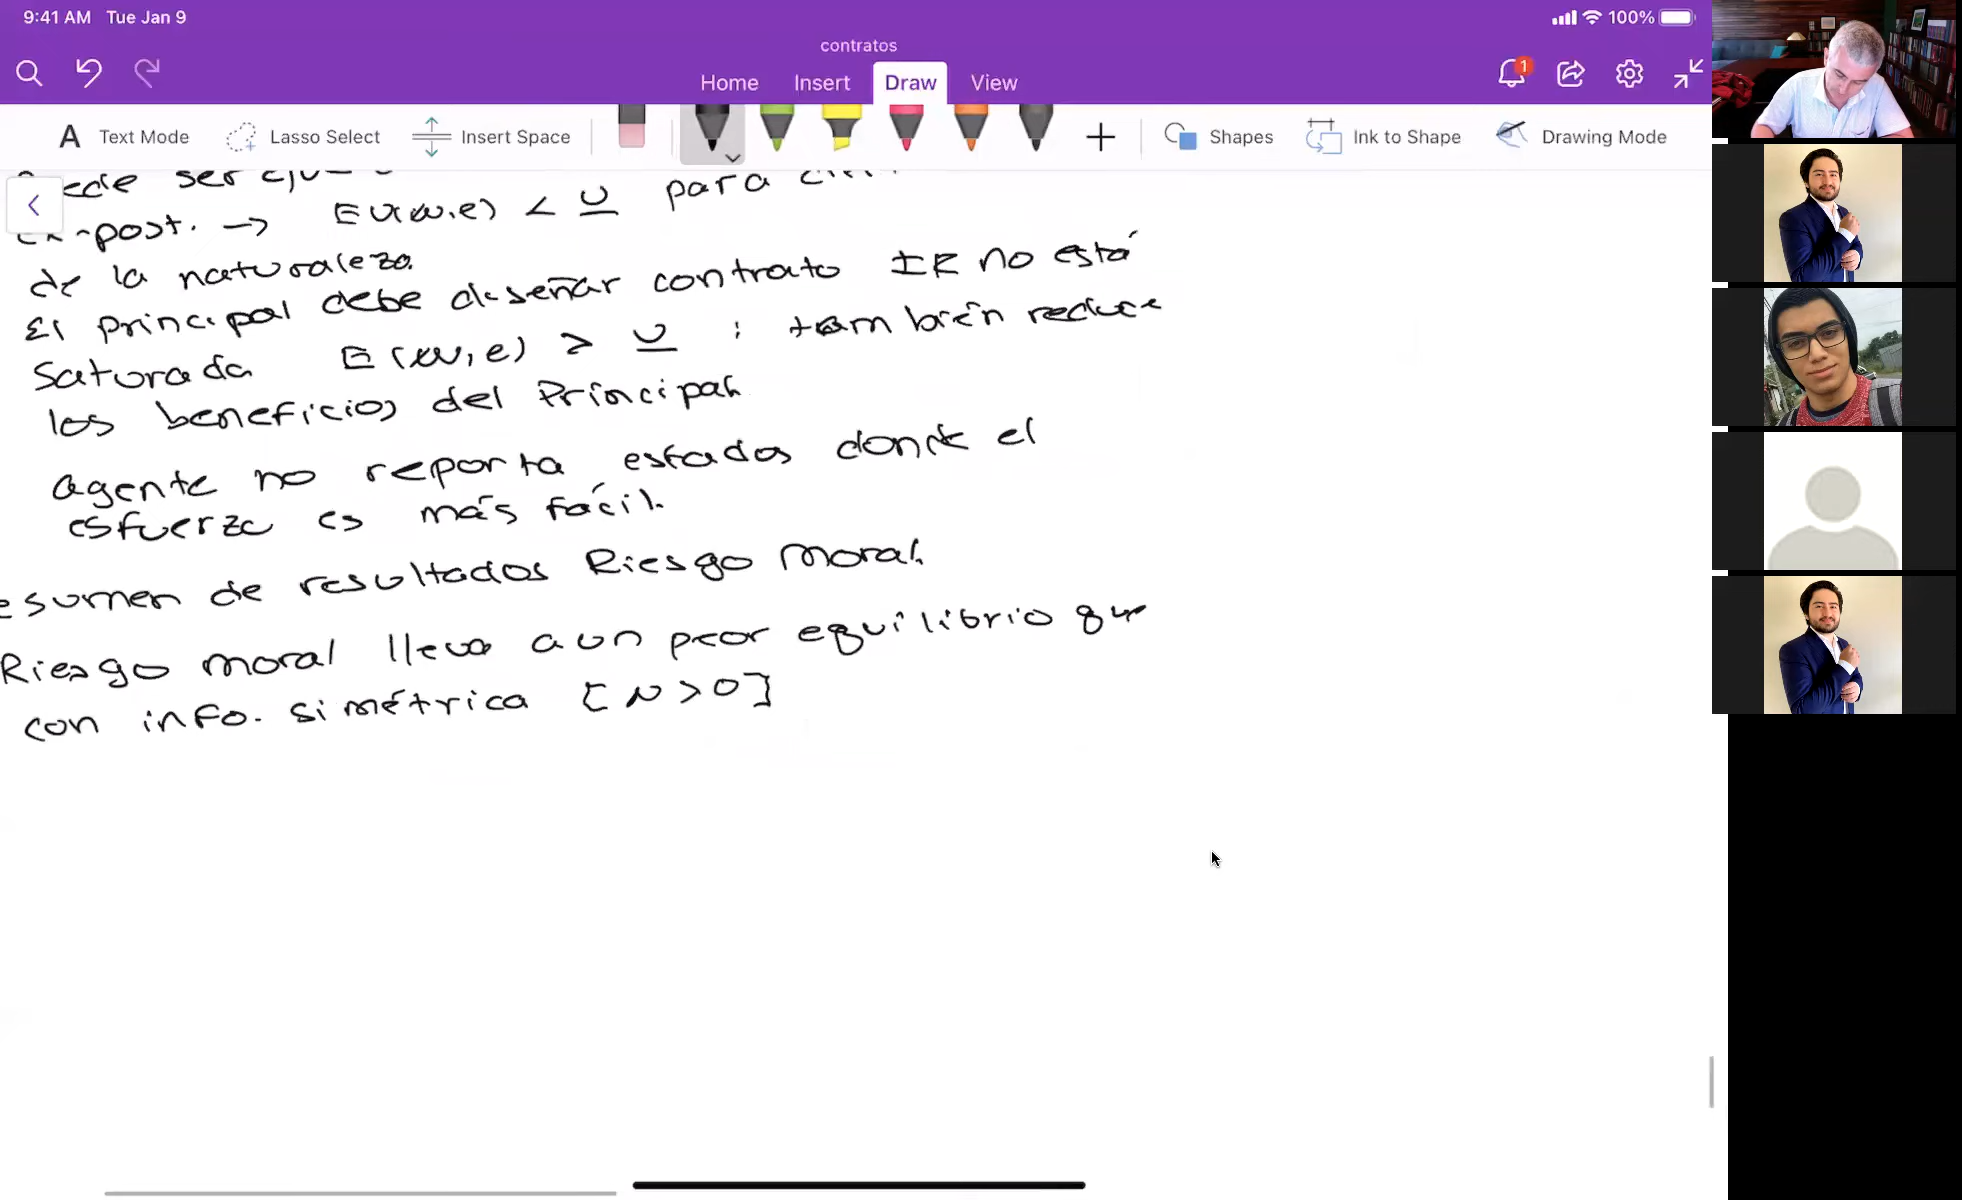 9:41 AM Tue Jan 9 100%
contratos
Home Insert Draw View 1
A Text Mode Lasso Select Insert Space Shapes Ink to Shape Drawing Mode
ser para
-post. → E U(w,e) < U
de la naturaleza.
El principal debe diseñar contrato IR no está
saturada E(w,e) > U : también reduce
los beneficios del Principal.
agente no reporta estados donde el
esfuerzo es más fácil.
esumen de resultados Riesgo Moral.
Riesgo moral lleva a un peor equilibrio que
con info. simétrica [N>0]